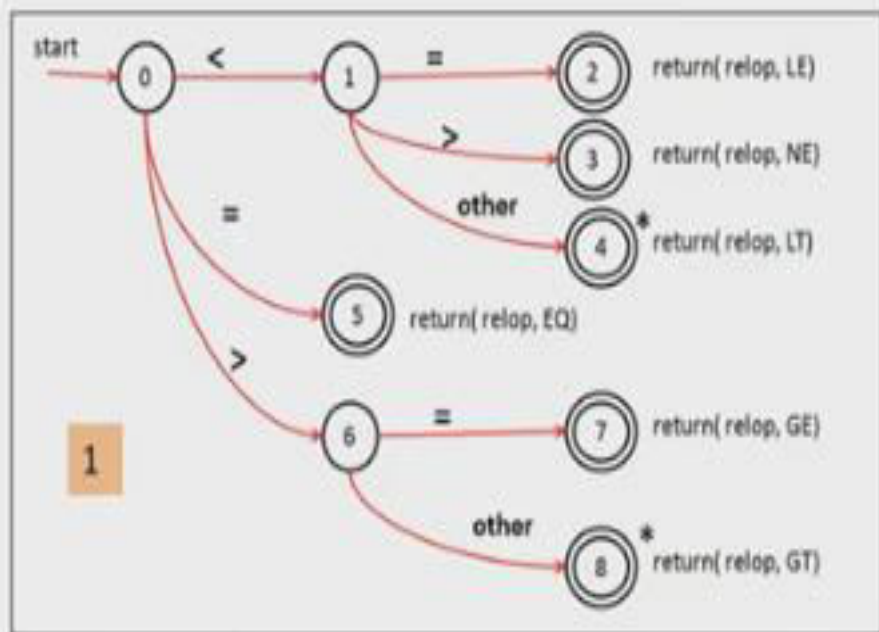 start
0
<
1
=
2
return( relop, LE)
>
3
return( relop, NE)
other
4
*
return( relop, LT)
=
5
return( relop, EQ)
>
6
=
7
return( relop, GE)
1
other
8
*
return( relop, GT)